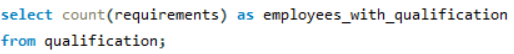 select count(requirements) as employees_with_qualification
from qualification;